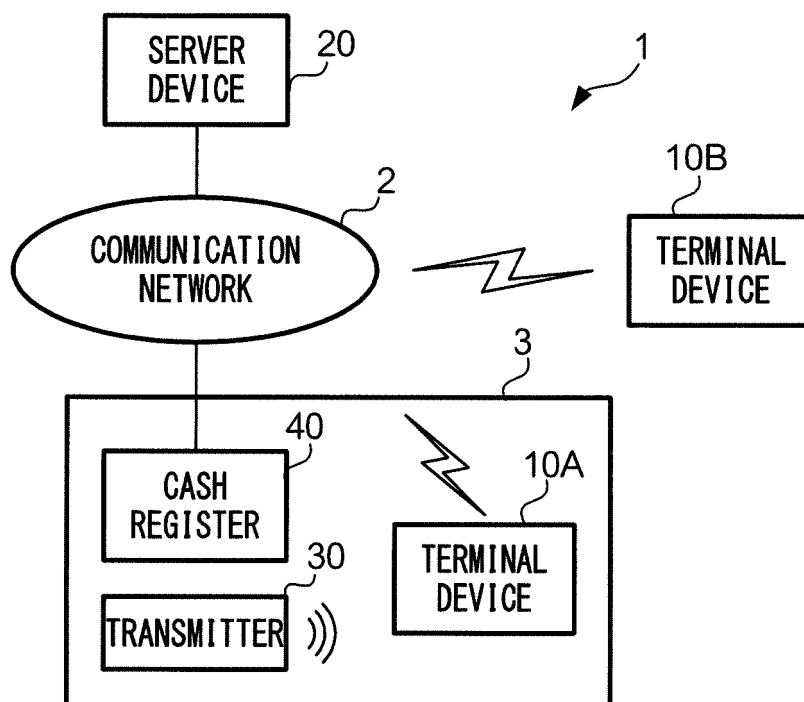 SERVER
DEVICE
20
1
2
COMMUNICATION
NETWORK
10B
TERMINAL
DEVICE
3
40
CASH
REGISTER
10A
TERMINAL
DEVICE
30
TRANSMITTER